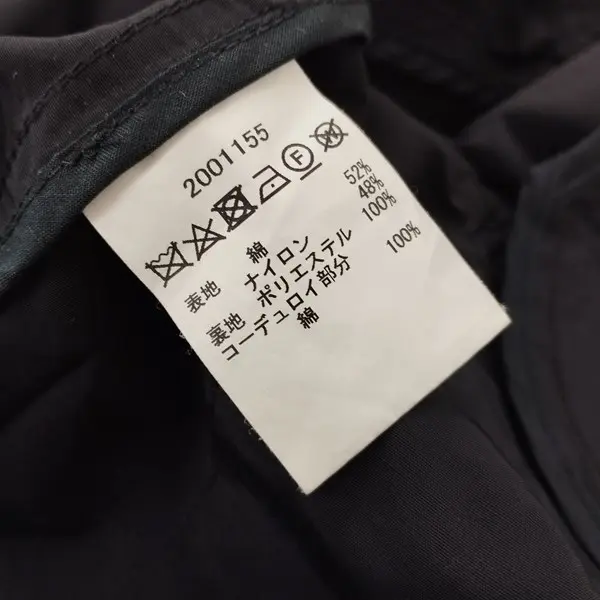 2001155
F
表地 綿 52%
ナイロン 48%
裏地 ポリエステル 100%
コーデュロイ部分
綿 100%